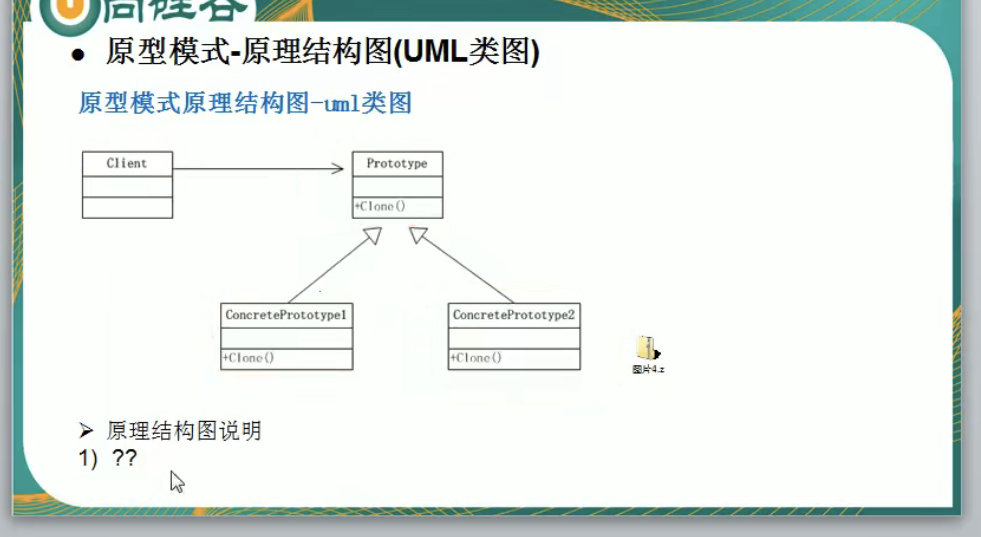 尚硅谷
● 原型模式-原理结构图(UML类图)
原型模式原理结构图-uml类图
Client
Prototype
+Clone()
ConcretePrototype1
ConcretePrototype2
+Clone()
+Clone()
图片4.z
➢ 原理结构图说明
1) ??